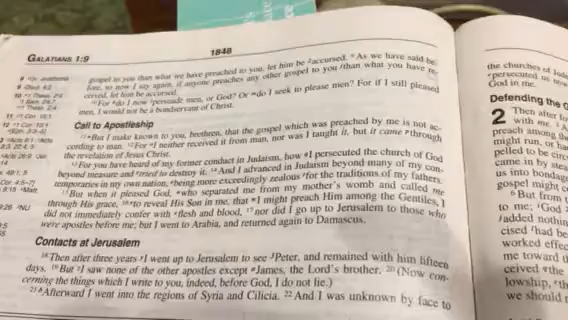 GALATIANS 1:9
1848
gospel to you than what we have preached to you, let him be accursed. 9 As we have said be-
fore, so now I say again, if anyone preaches any other gospel to you than what you have re-
ceived, let him be accursed.
10 For do I now persuade men, or God? Or do I seek to please men? For if I still pleased
men, I would not be a bondservant of Christ.
Call to Apostleship
11 But I make known to you, brethren, that the gospel which was preached by me is not ac-
cording to man. 12 For I neither received it from man, nor was I taught it, but it came through
the revelation of Jesus Christ.
13 For you have heard of my former conduct in Judaism, how I persecuted the church of God
beyond measure and tried to destroy it. 14 And I advanced in Judaism beyond many of my con-
temporaries in my own nation, being more exceedingly zealous for the traditions of my fathers.
15 But when it pleased God, who separated me from my mother's womb and called me
through His grace, 16 to reveal His Son in me, that I might preach Him among the Gentiles, I
did not immediately confer with flesh and blood, 17 nor did I go up to Jerusalem to those who
were apostles before me; but I went to Arabia, and returned again to Damascus.
Contacts at Jerusalem
18 Then after three years I went up to Jerusalem to see Peter, and remained with him fifteen
days. 19 But I saw none of the other apostles except James, the Lord's brother. 20 (Now con-
cerning the things which I write to you, indeed, before God, I do not lie.)
21 Afterward I went into the regions of Syria and Cilicia. 22 And I was unknown by face to
the churches of
persecuted us
God in me.
Defending the
2 Then after
with me.
preach among
might run, or
pelled to be
came in by
us into bondage
gospel might
6 But from
to me; God
added nothing
cised had
worked
me toward
ceived the
lowship,
we should